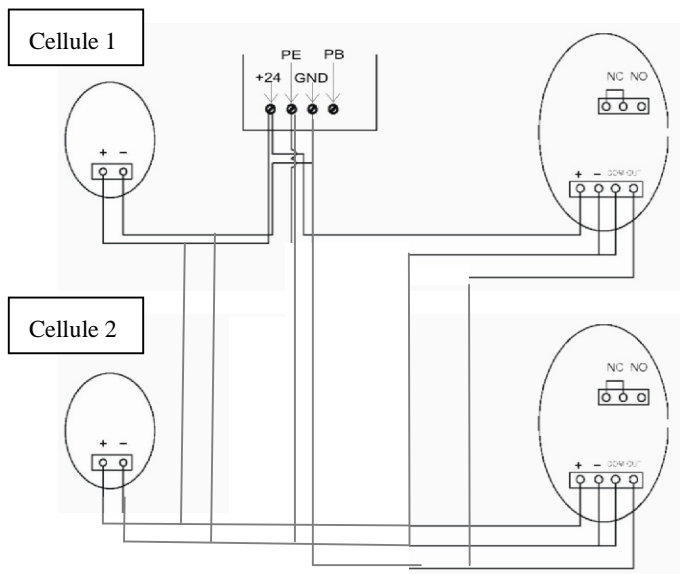 Cellule 1
PE PB
+24 GND
NC NO
+ -
+ - COM OUT
Cellule 2
NC NO
+ -
+ - COM OUT